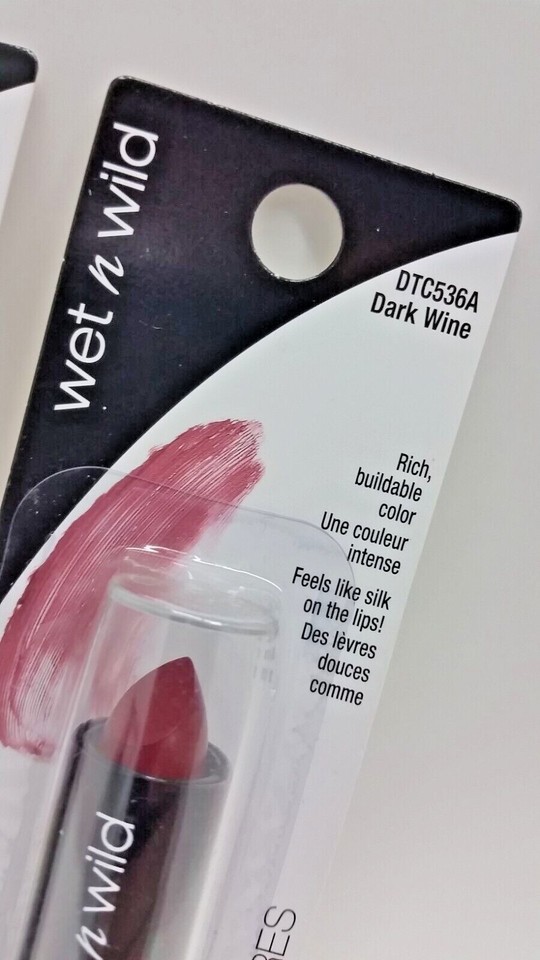 wet n wild
DTC536A
Dark Wine
Rich,
buildable
color
Une couleur
intense
Feels like silk
on the lips!
Des lèvres
douces
comme
n wild